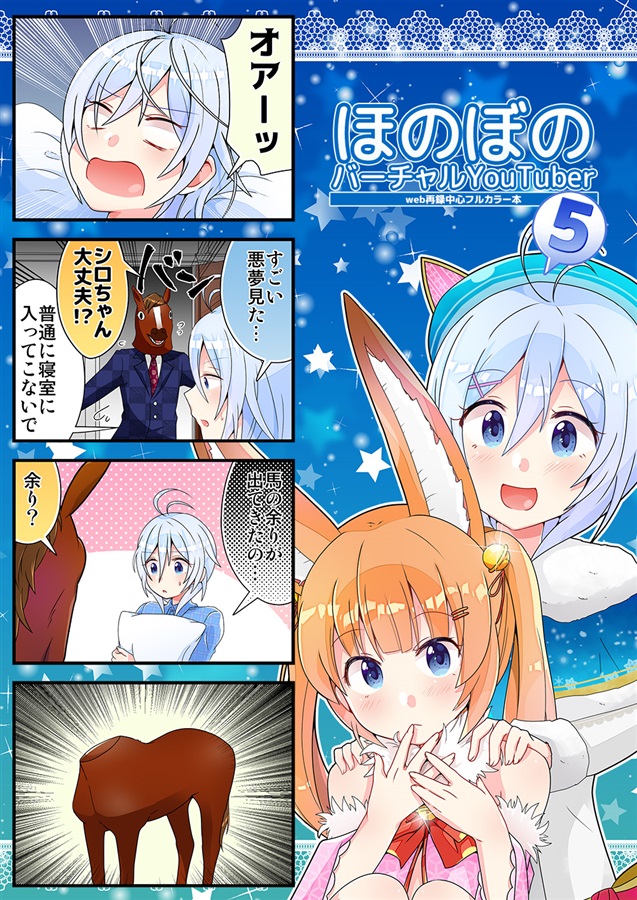 オアーッ
すごい
悪夢見た…
バンッ
シロちゃん
大丈夫!?
普通に寝室に
入ってこないで
馬の余りが
出てきたの…
余り?
ほのぼの
バーチャルYouTuber
web再録中心フルカラー本
5